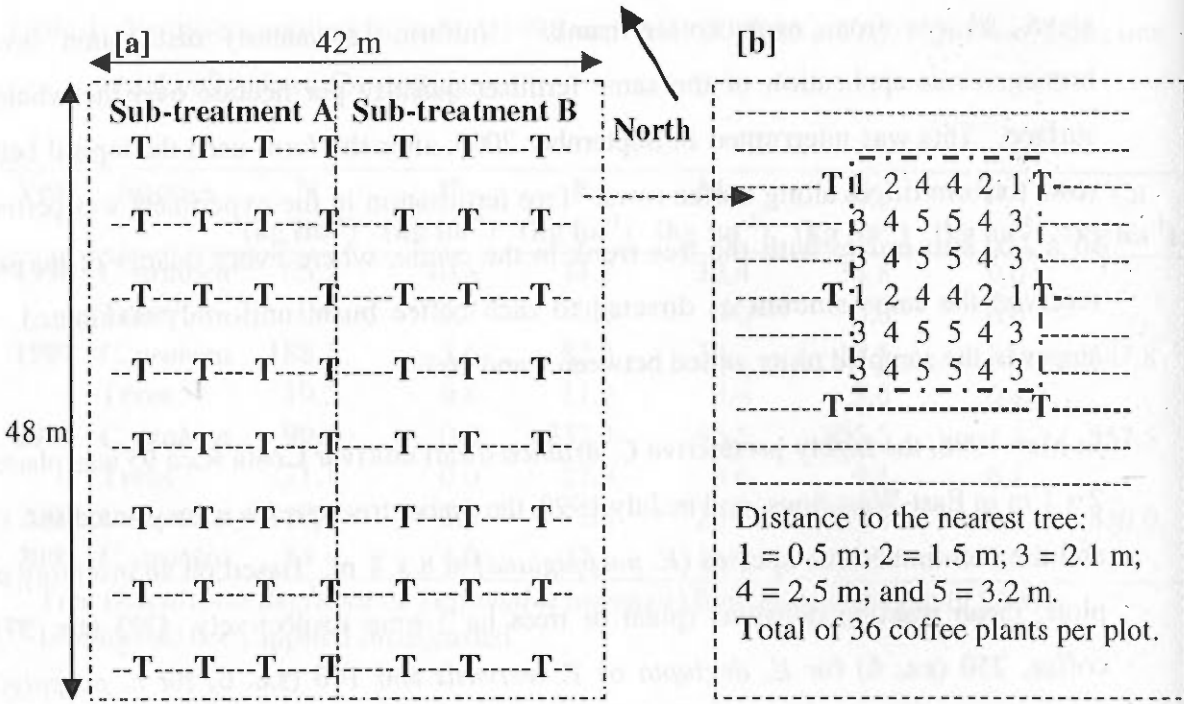 [a]
42 m
48 m
Sub-treatment A Sub-treatment B
T T T T T T T
T T T T T T T
T T T T T T T
T T T T T T T
T T T T T T T
T T T T T T T
T T T T T T T
T T T T T T T
North
[b]
T 1 2 4 4 2 1 T
3 4 5 5 4 3
3 4 5 5 4 3
T 1 2 4 4 2 1 T
3 4 5 5 4 3
3 4 5 5 4 3
T T
Distance to the nearest tree:
1 = 0.5 m; 2 = 1.5 m; 3 = 2.1 m;
4 = 2.5 m; and 5 = 3.2 m.
Total of 36 coffee plants per plot.